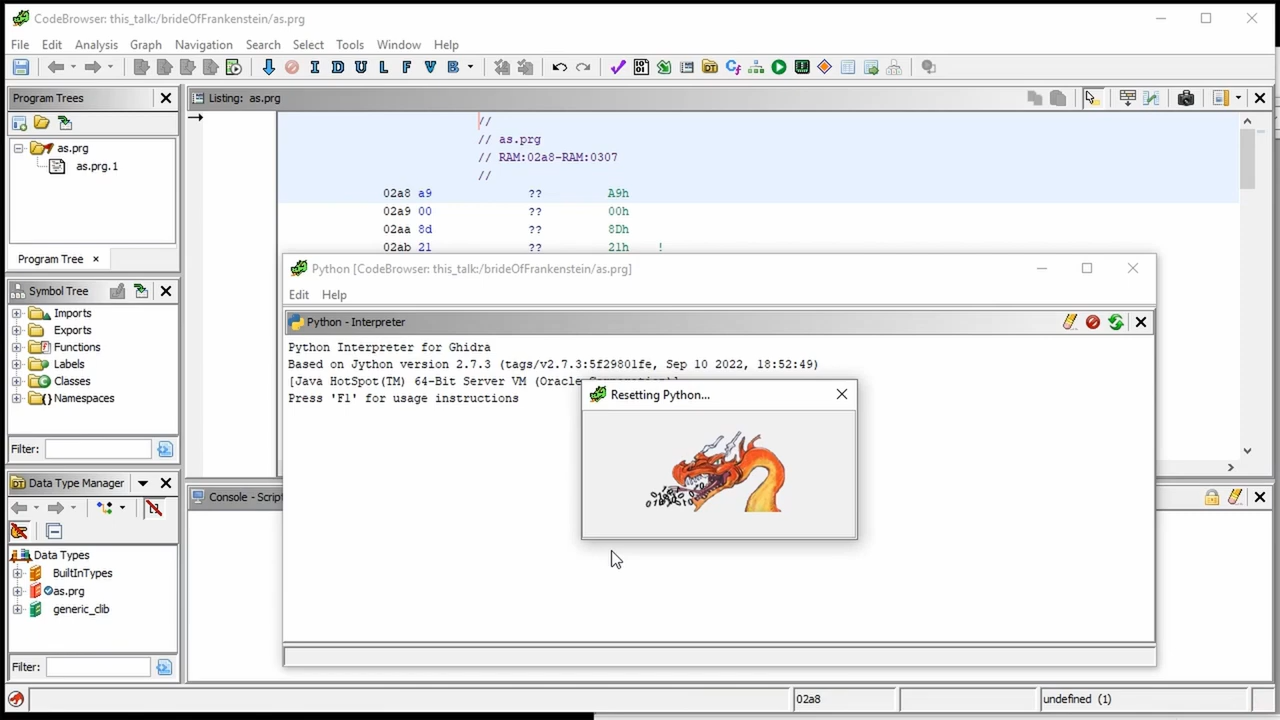 CodeBrowser: this_talk:/brideOfFrankenstein/as.prg
File Edit Analysis Graph Navigation Search Select Tools Window Help
I D U L F V B
Program Trees
Listing: as.prg
as.prg
as.prg.1
Program Tree ×
//
// as.prg
// RAM:02a8-RAM:0307
//
02a8 a9 ?? A9h
02a9 00 ?? 00h
02aa 8d ?? 8Dh
02ab 21 ?? 21h !
Symbol Tree
Imports
Exports
Functions
Labels
Classes
Namespaces
Filter:
Data Type Manager
Data Types
BuiltInTypes
as.prg
generic_clib
Filter:
Python [CodeBrowser: this_talk:/brideOfFrankenstein/as.prg]
Edit Help
Python - Interpreter
Python Interpreter for Ghidra
Based on Jython version 2.7.3 (tags/v2.7.3:5f29801fe, Sep 10 2022, 18:52:49)
[Java HotSpot(TM) 64-Bit Server VM (Oracle Corporation)]
Press 'F1' for usage instructions
Resetting Python...
Console - Scrip
02a8
undefined (1)